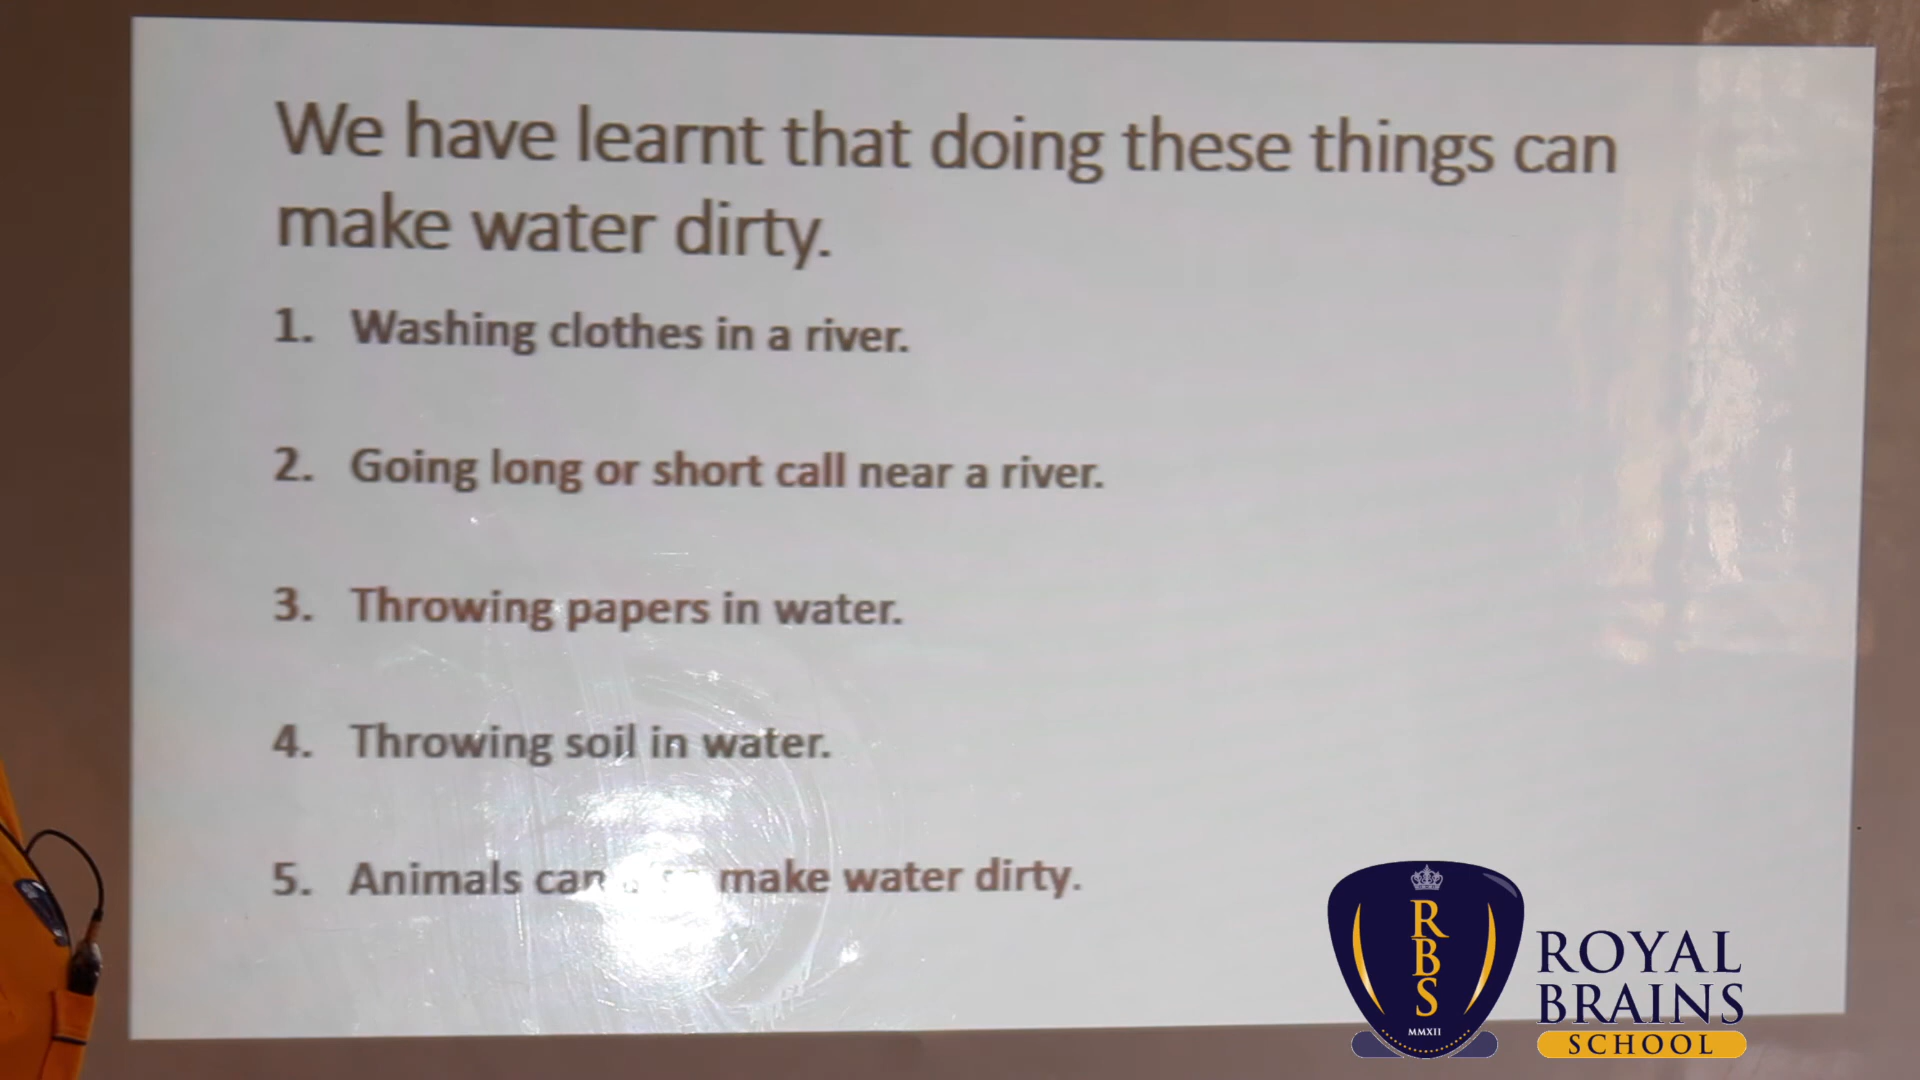 We have learnt that doing these things can
make water dirty.
1. Washing clothes in a river.
2. Going long or short call near a river.
3. Throwing papers in water.
4. Throwing soil in water.
5. Animals can make water dirty.
RBS
MMXII
ROYAL
BRAINS
SCHOOL